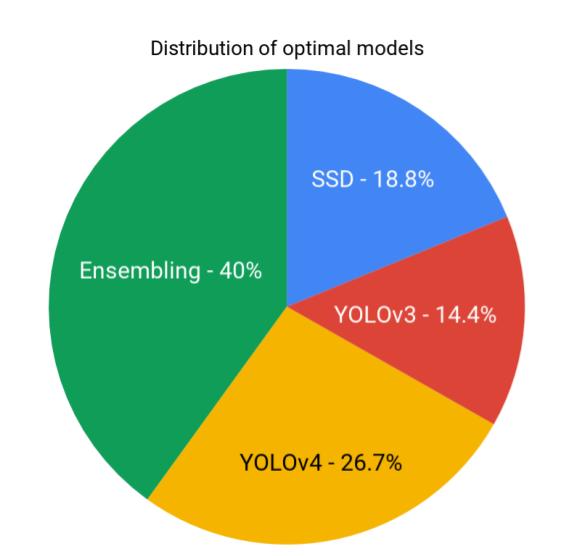 Distribution of optimal models
SSD - 18.8%
Ensembling - 40%
YOLOv3 - 14.4%
YOLOv4 - 26.7%